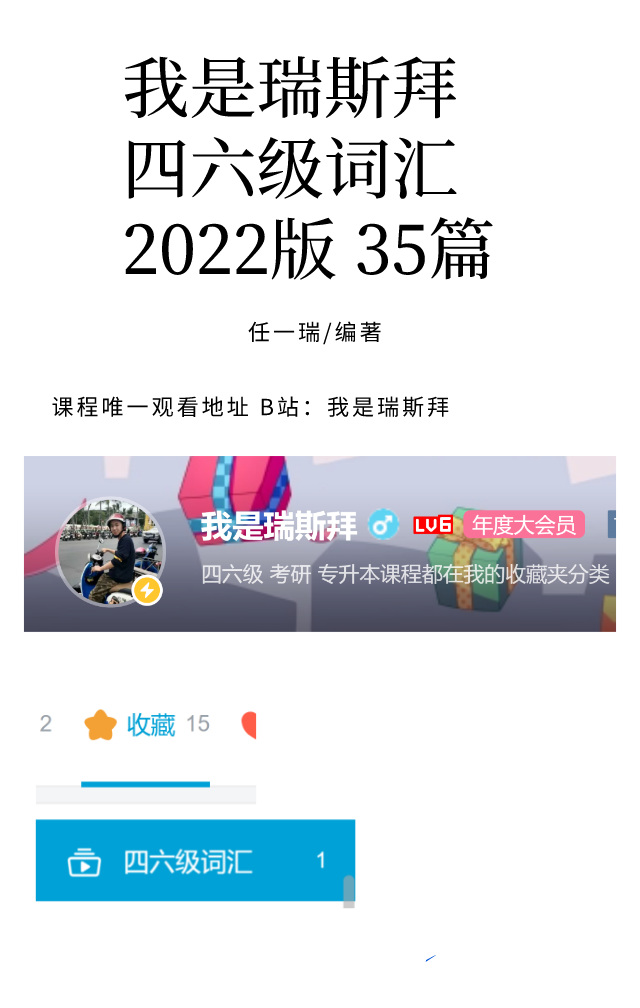 我是瑞斯拜
四六级词汇
2022版 35篇
任一瑞/编著
课程唯一观看地址 B站：我是瑞斯拜
我是瑞斯拜 LV6 年度大会员
四六级 考研 专升本课程都在我的收藏夹分类
2 收藏 15
四六级词汇 1